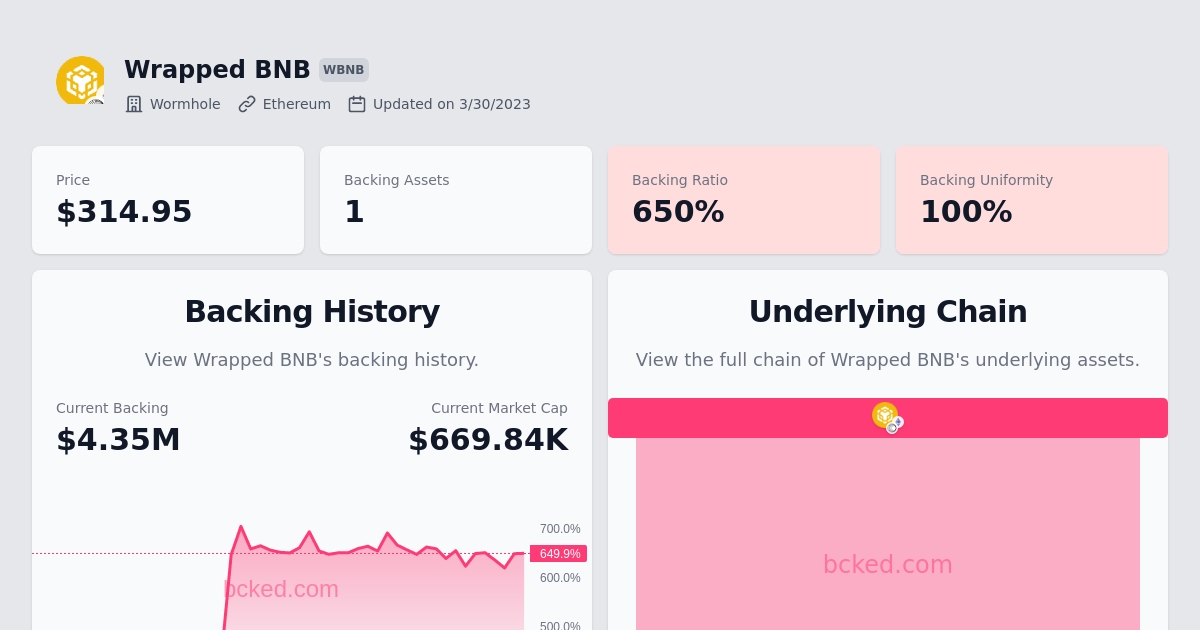 Wrapped BNB WBNB
Wormhole Ethereum Updated on 3/30/2023
Price
$314.95
Backing Assets
1
Backing Ratio
650%
Backing Uniformity
100%
Backing History
View Wrapped BNB's backing history.
Current Backing
$4.35M
Current Market Cap
$669.84K
700.0%
649.9%
600.0%
500.0%
bcked.com
Underlying Chain
View the full chain of Wrapped BNB's underlying assets.
bcked.com